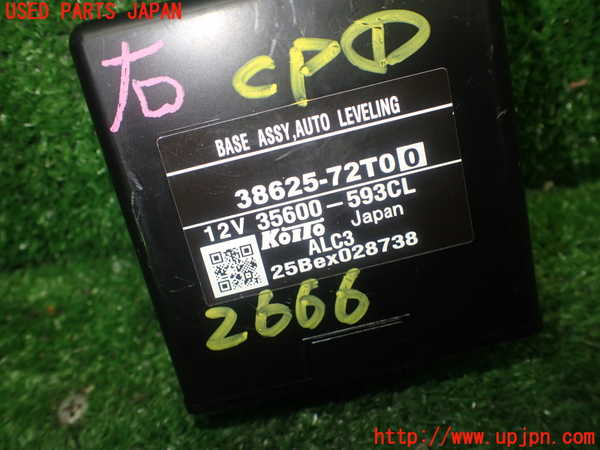 USED PARTS JAPAN
右
CPD
BASE ASSY,AUTO LEVELING
38625-72T00
12V 35600-593CL
KOITO Japan
ALC3
25Bex028738
2666
http://www.upjpn.com